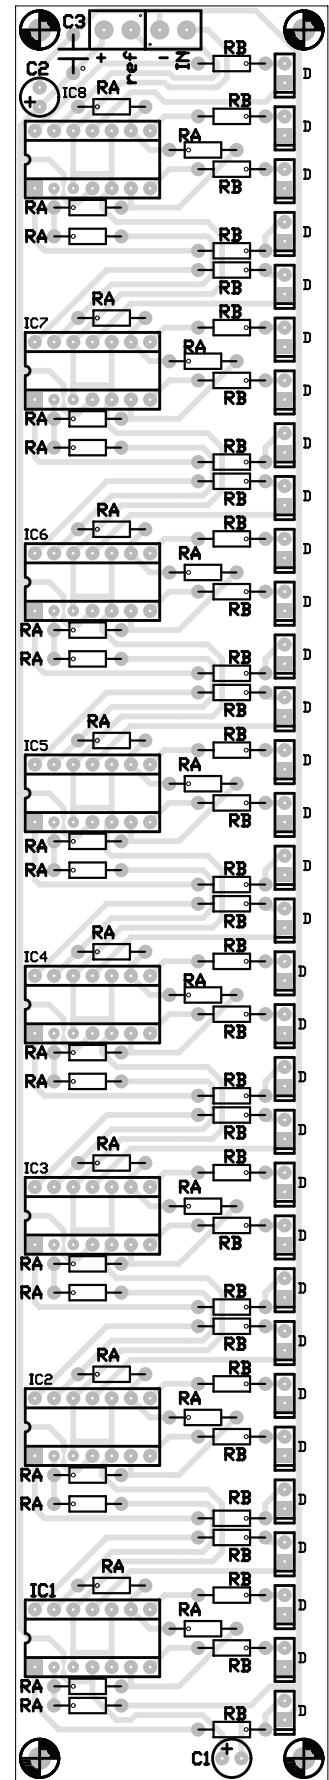 C3
RB
+ ref - IN
C2 D
IC8 RA
RB
D
RA
D
RB
RA
D
RA RB
RB D
RA
RB
IC7
D
RA
D
RB
RA
D
RA RB
RB D
RA
RB
IC6
D
RA
D
RB
RA
D
RA RB
RB D
RA
RB
IC5
D
RA
D
RB
RA
D
RA RB
RB D
RA
RB
IC4
D
RA
D
RB
RA
D
RA RB
RB D
RA
RB
IC3
D
RA
D
RB
RA
D
RA RB
RB D
RA
RB
IC2
D
RA
D
RB
RA
D
RA RB
RB D
RA
RB
IC1
D
RA
D
RB
RA
RA
RB D
C1 +